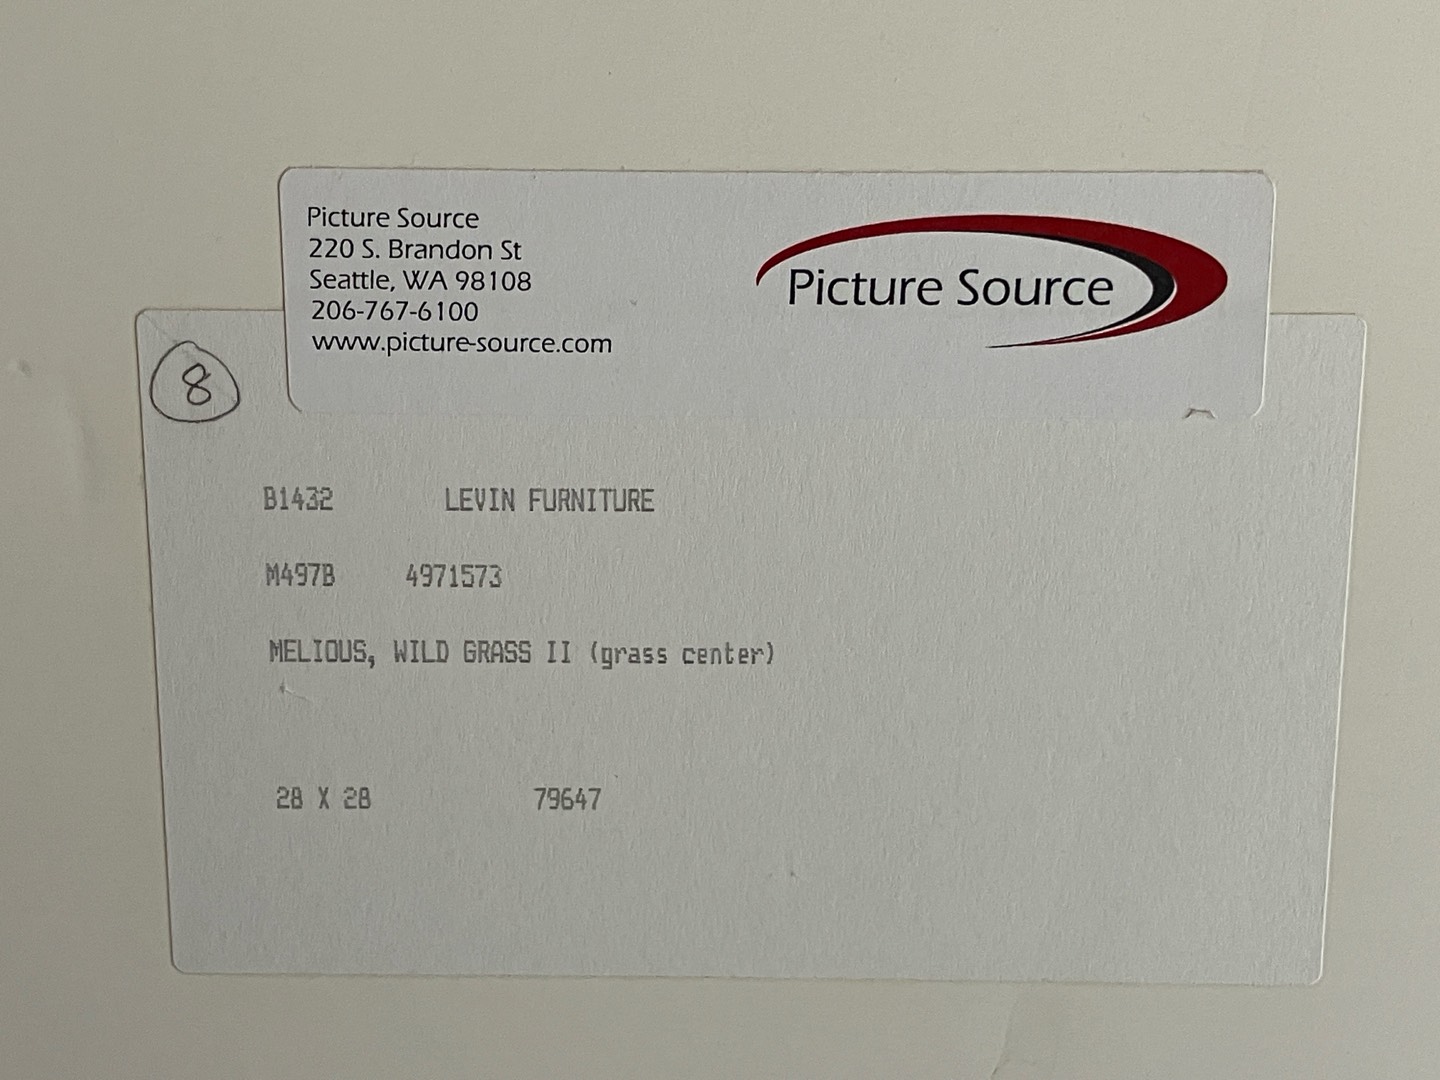 Picture Source
220 S. Brandon St
Seattle, WA 98108
206-767-6100
www.picture-source.com
Picture Source
8
B1432 LEVIN FURNITURE
M497B 4971573
MELIOUS, WILD GRASS II (grass center)
28 X 28 79647